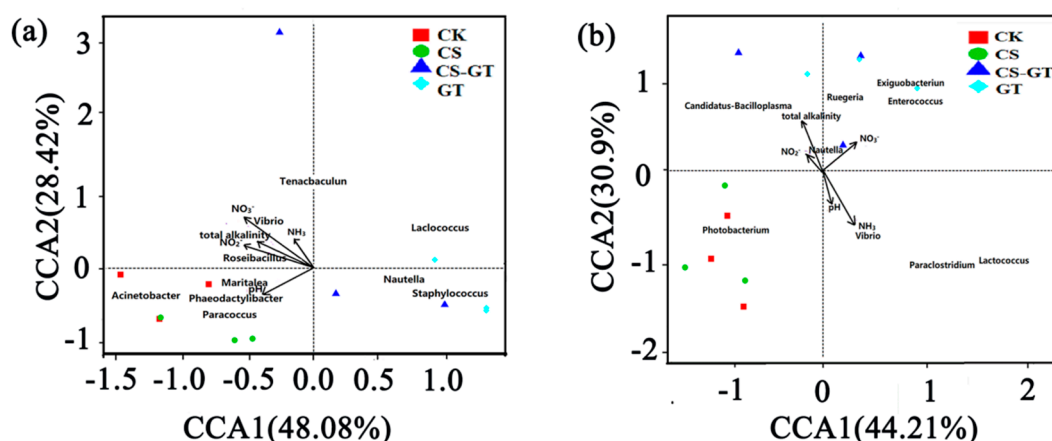 (a)
CK
CS
CS-GT
GT
3
2
1
0
-1
CCA2(28.42%)
Tenacbaculun
NO₃⁻
Vibrio
NH₃
total alkalinity
NO₂⁻
Laclococcus
Roseibacillus
Maritalea
Nautella
pH
Acinetobacter
Phaeodactylibacter
Staphylococcus
Paracoccus
-1.5
-1.0
-0.5
0.0
1.0
CCA1(48.08%)
(b)
CK
CS
CS-GT
GT
1
0
-1
-2
CCA2(30.9%)
Exiguobacteriun
Ruegeria
Enterococcus
Candidatus-Bacilloplasma
total alkalinity
NO₃⁻
NO₂⁻
Nautella
pH
NH₃
Vibrio
Photobacterium
Paraclostridium
Lactococcus
-1
0
1
2
CCA1(44.21%)